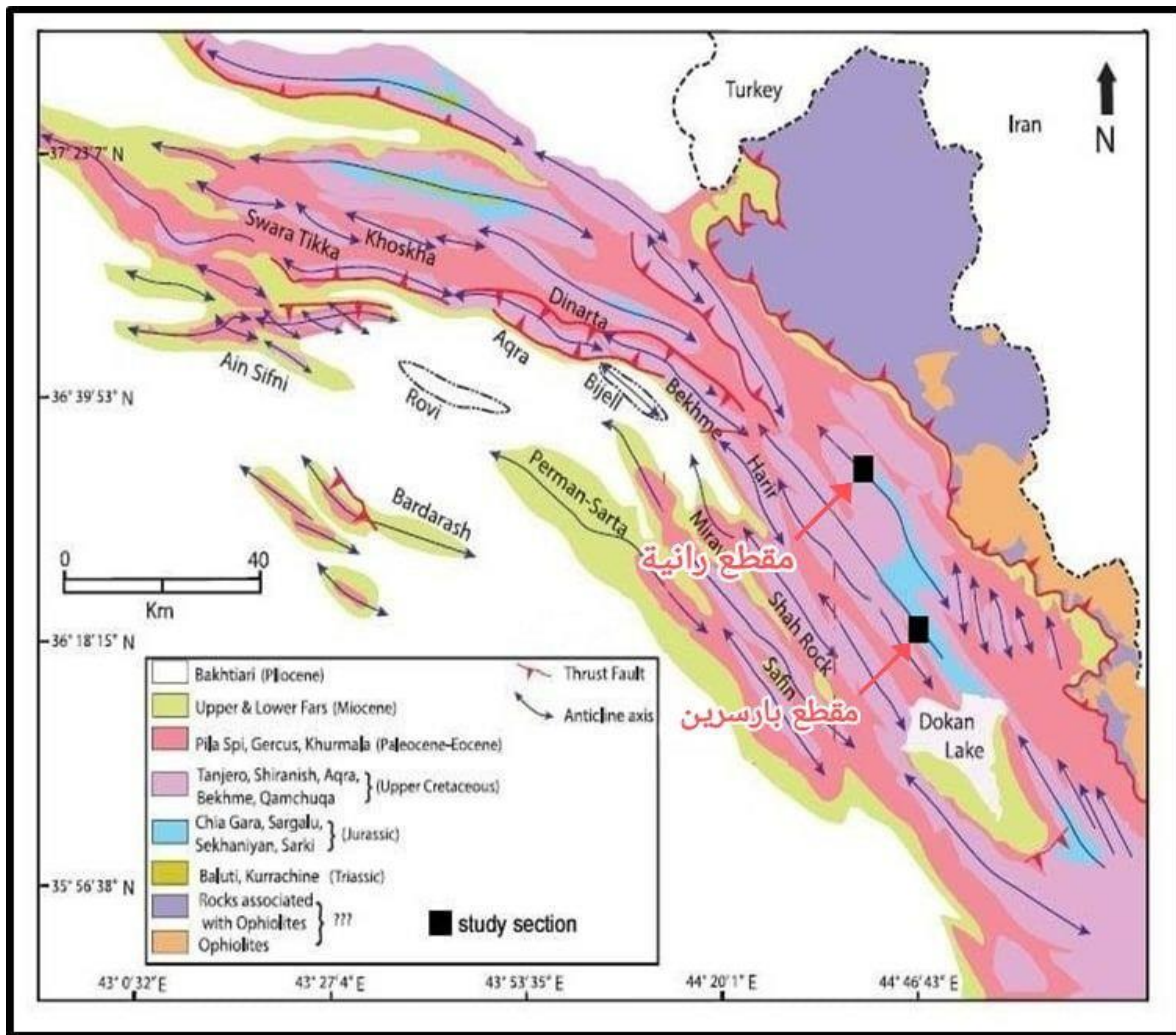 Turkey
Iran
N
37° 23'7" N
Swara Tikka
Khoskha
Dinarta
Aqra
Ain Sifni
Rovi
Bijell
Bekhme
36° 39'53" N
Harir
Perman-Sarta
Bardarash
0 40
Km
مقطع رانية
Shah Rock
Safin
36° 18'15" N
مقطع بارسرين
Dokan
Lake
Bakhtiari (Pliocene)
Thrust Fault
Upper & Lower Fars (Miocene)
Anticline axis
Pila Spi, Gercus, Khurmala (Paleocene-Eocene)
Tanjero, Shiranish, Aqra,
Bekhme, Qamchuqa } (Upper Cretaceous)
Chia Gara, Sargalu,
Sekhaniyan, Sarki } (Jurassic)
Baluti, Kurrachine (Triassic)
Rocks associated
with Ophiolites } ???
Ophiolites
study section
35° 56'38" N
43° 0'32"E 43° 27'4" E 43° 53'35" E 44° 20'1" E 44° 46'43" E